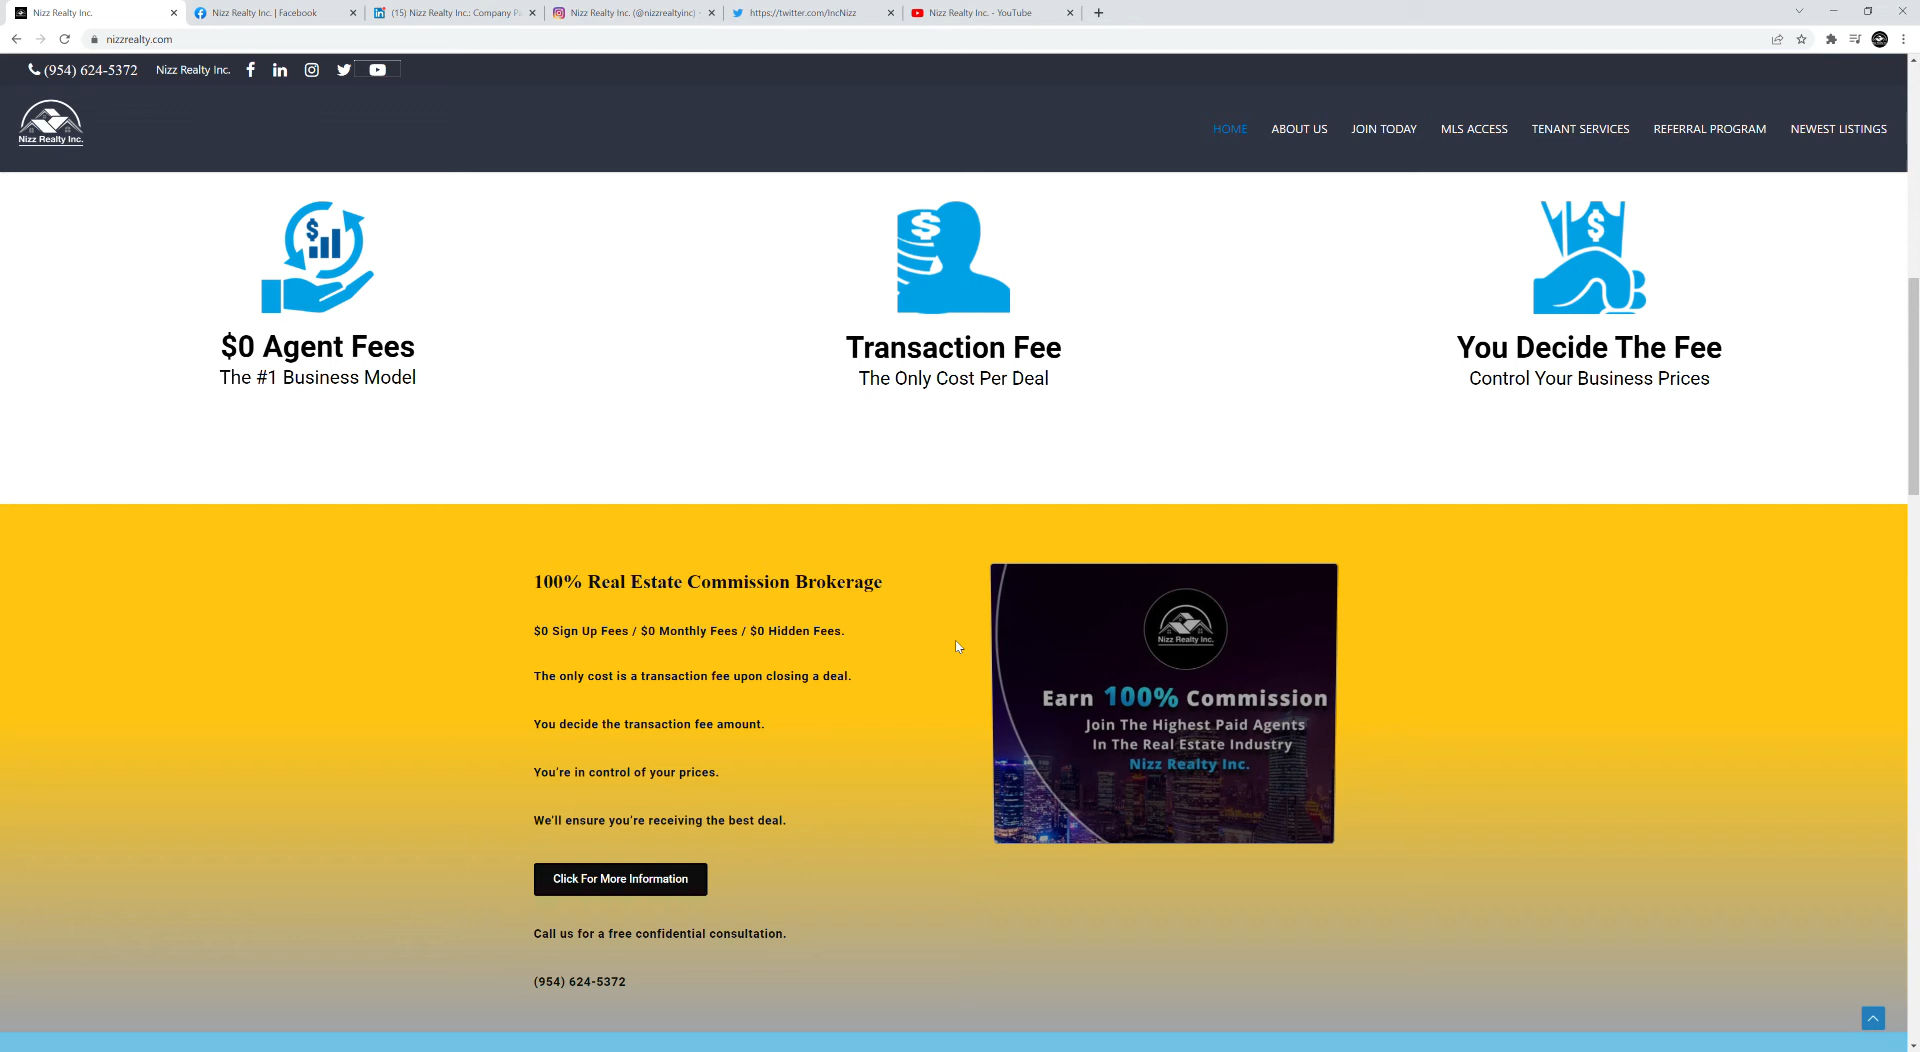 Nizz Realty Inc.
Nizz Realty Inc. | Facebook
(15) Nizz Realty Inc.: Company Pa
Nizz Realty Inc. (@nizzrealtyinc) ·
https://twitter.com/IncNizz
Nizz Realty Inc. - YouTube
nizzrealty.com
(954) 624-5372
Nizz Realty Inc.
Nizz Realty Inc.
HOME
ABOUT US
JOIN TODAY
MLS ACCESS
TENANT SERVICES
REFERRAL PROGRAM
NEWEST LISTINGS
$
$
$
$0 Agent Fees
The #1 Business Model
Transaction Fee
The Only Cost Per Deal
You Decide The Fee
Control Your Business Prices
100% Real Estate Commission Brokerage
$0 Sign Up Fees / $0 Monthly Fees / $0 Hidden Fees.
The only cost is a transaction fee upon closing a deal.
You decide the transaction fee amount.
You're in control of your prices.
We'll ensure you're receiving the best deal.
Click For More Information
Call us for a free confidential consultation.
(954) 624-5372
Nizz Realty Inc.
Earn 100% Commission
Join The Highest Paid Agents
In The Real Estate Industry
Nizz Realty Inc.